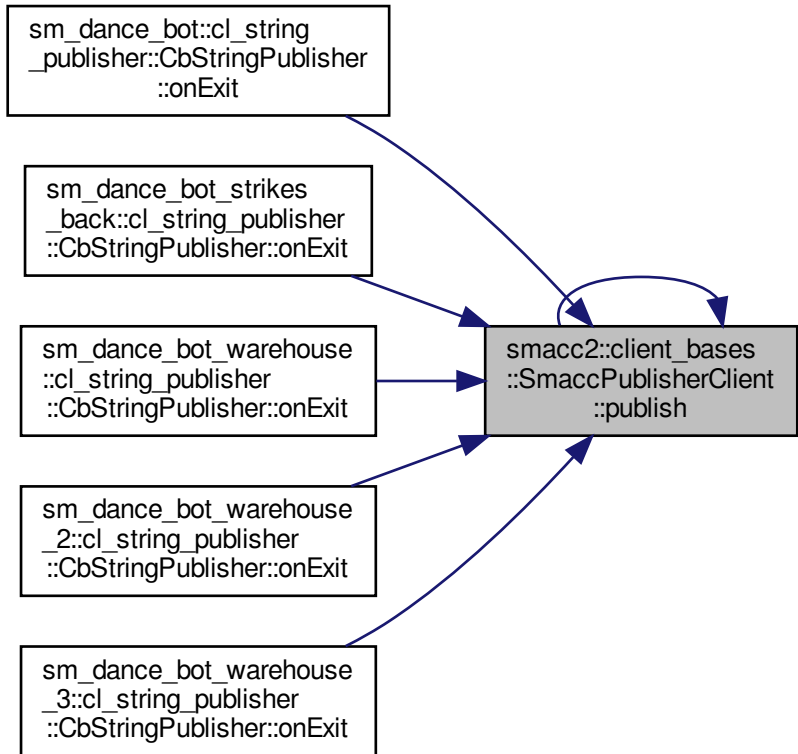 sm_dance_bot::cl_string
_publisher::CbStringPublisher
::onExit
sm_dance_bot_strikes
_back::cl_string_publisher
::CbStringPublisher::onExit
sm_dance_bot_warehouse
::cl_string_publisher
::CbStringPublisher::onExit
sm_dance_bot_warehouse
_2::cl_string_publisher
::CbStringPublisher::onExit
sm_dance_bot_warehouse
_3::cl_string_publisher
::CbStringPublisher::onExit
smacc2::client_bases
::SmaccPublisherClient
::publish